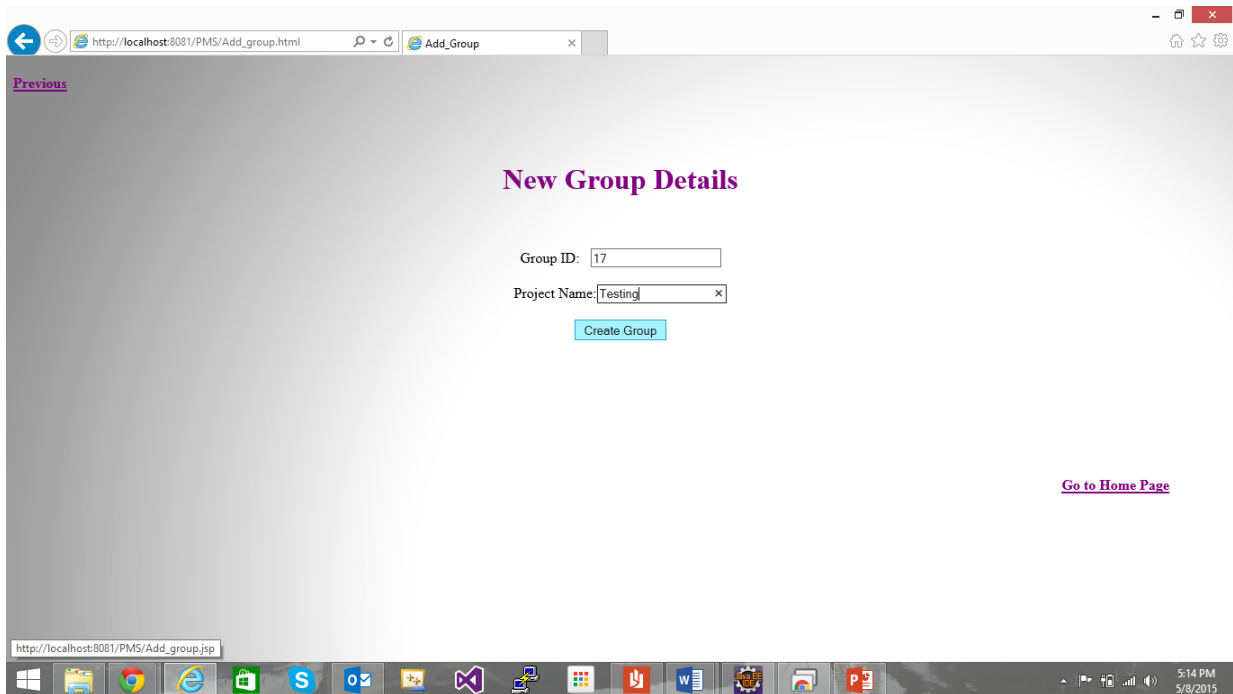 http://localhost:8081/PMS/Add_group.html
Add_Group
Previous
New Group Details
Group ID: 17
Project Name: Testing
Create Group
Go to Home Page
http://localhost:8081/PMS/Add_group.jsp
5:14 PM
5/8/2015